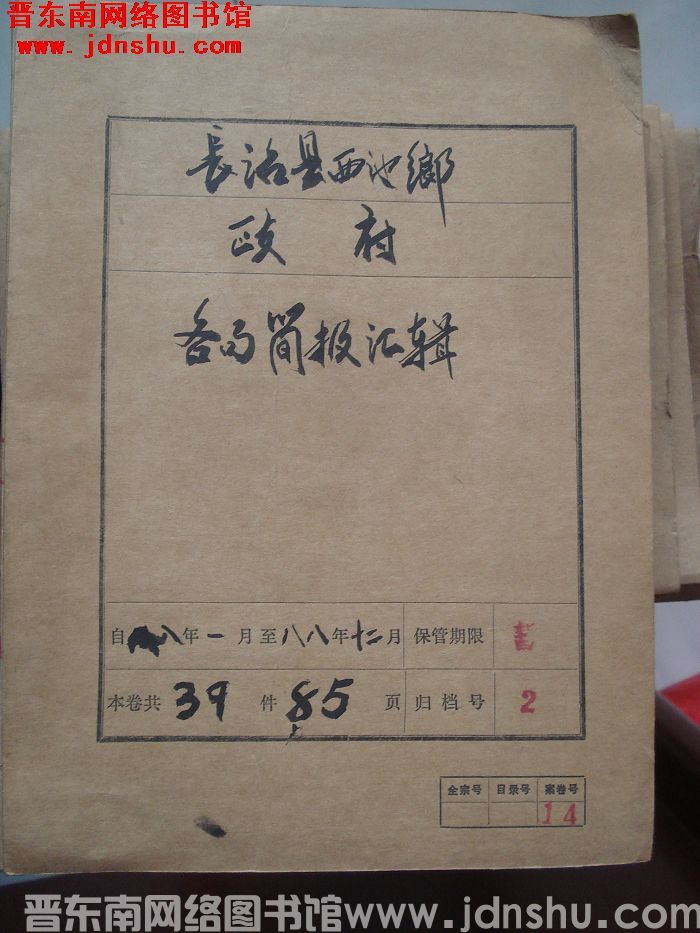 晋东南网络图书馆
www.jdnshu.com
長治县西池鄉
政 府
各局简报汇辑
自 八年一月至八八年十二月 保管期限
本卷共 39 件 85 页 归档号 2
全宗号 目录号 案卷号
14
晋东南网络图书馆www.jdnshu.com